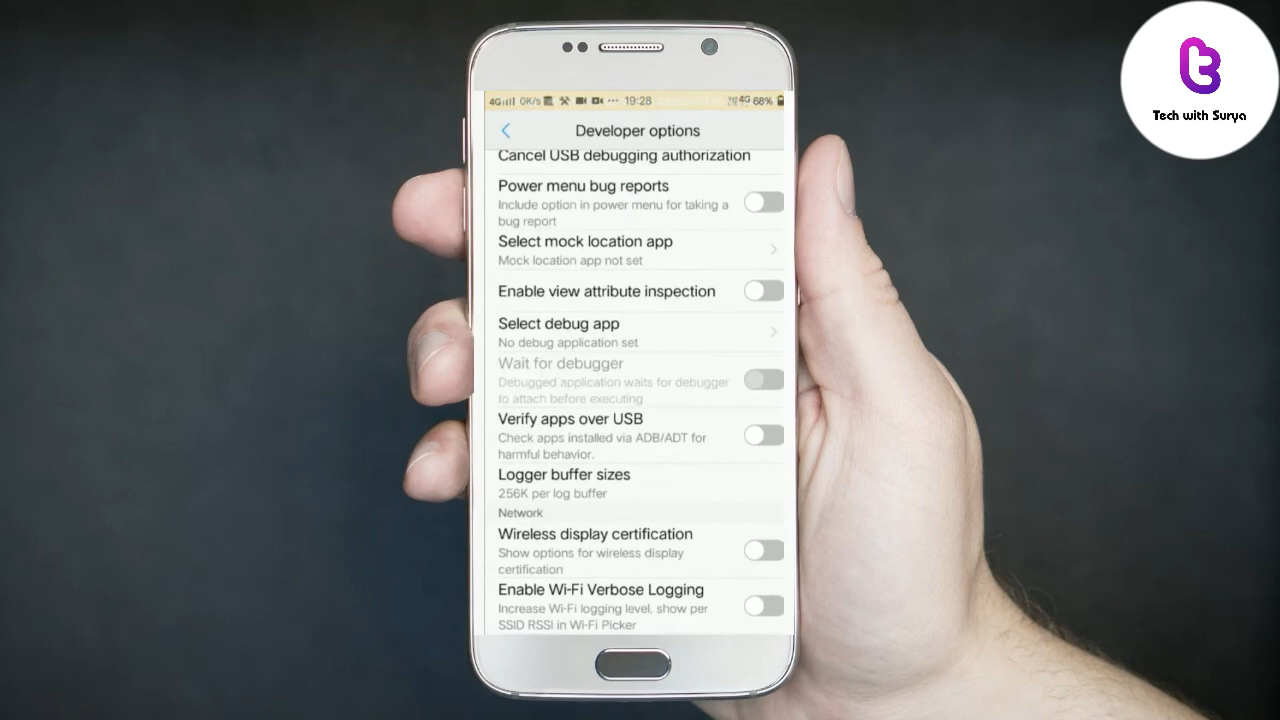 Tech with Surya
4G 0K/s ... 19:28 4G 68%
Developer options
Cancel USB debugging authorization
Power menu bug reports
Include option in power menu for taking a
bug report
Select mock location app
Mock location app not set
Enable view attribute inspection
Select debug app
No debug application set
Wait for debugger
Debugged application waits for debugger
to attach before executing
Verify apps over USB
Check apps installed via ADB/ADT for
harmful behavior.
Logger buffer sizes
256K per log buffer
Network
Wireless display certification
Show options for wireless display
certification
Enable Wi-Fi Verbose Logging
Increase Wi-Fi logging level, show per
SSID RSSI in Wi-Fi Picker